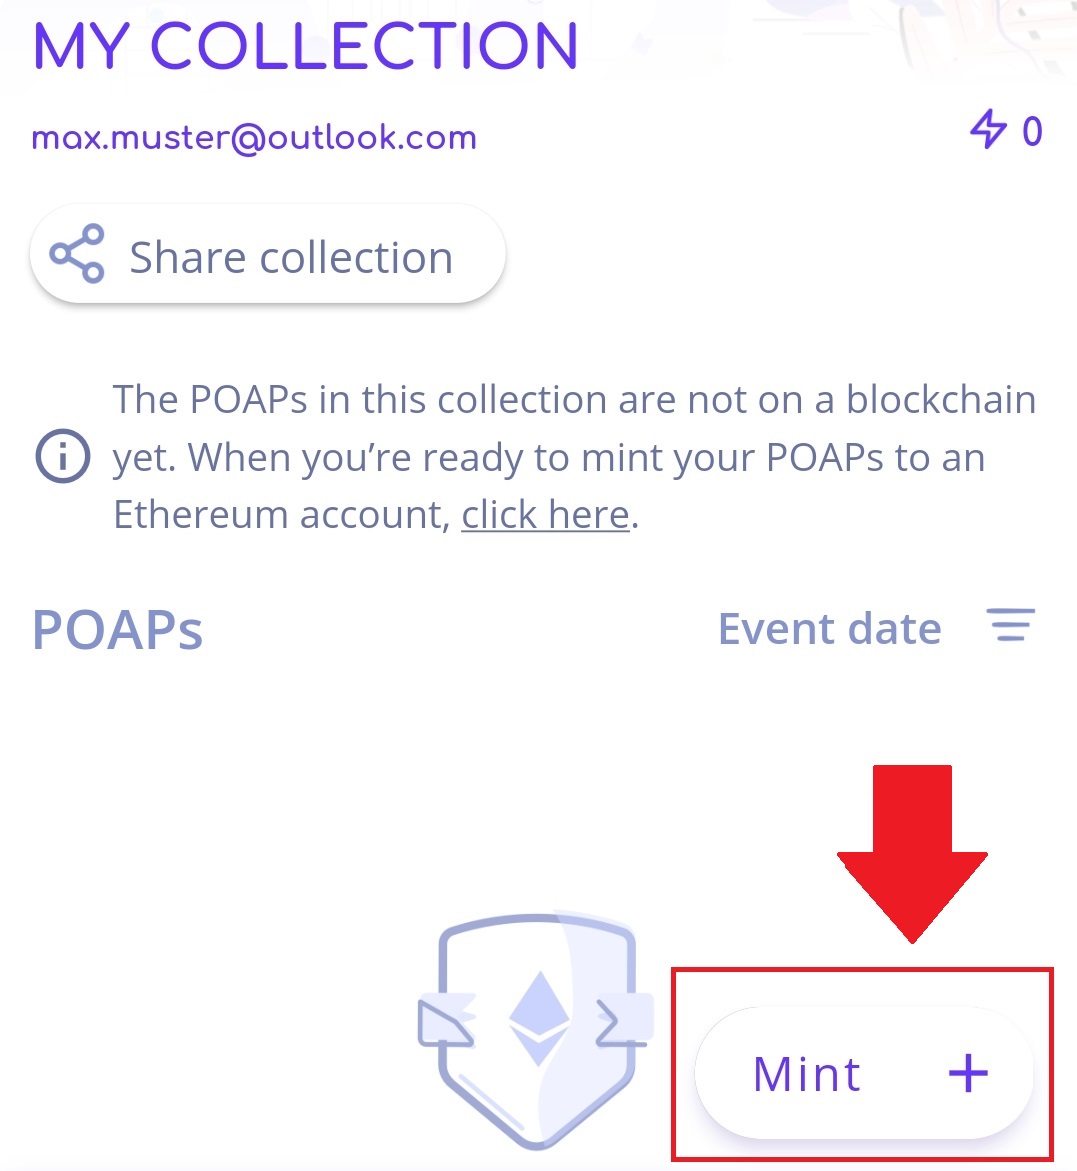 MY COLLECTION
max.muster@outlook.com
0
Share collection
The POAPs in this collection are not on a blockchain
yet. When you’re ready to mint your POAPs to an
Ethereum account, click here.
POAPs
Event date
Mint +